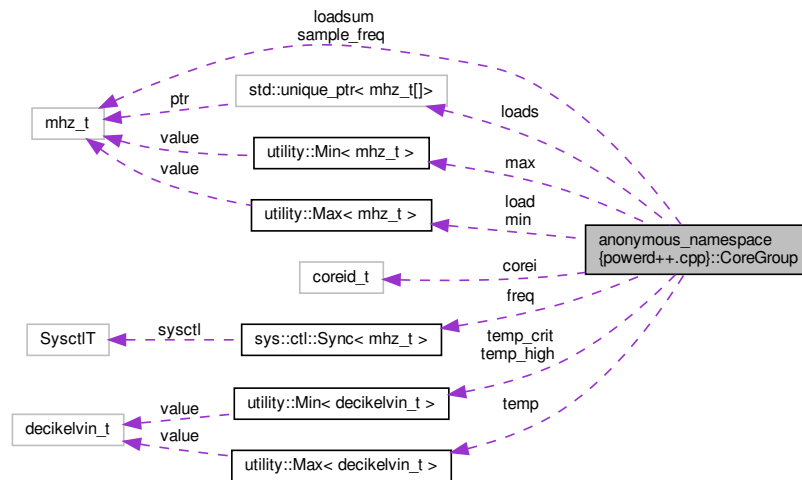 loadsum
sample_freq
ptr
std::unique_ptr< mhz_t[]>
loads
mhz_t
value
utility::Min< mhz_t >
max
value
utility::Max< mhz_t >
load
min
anonymous_namespace
{powerd++.cpp}::CoreGroup
coreid_t
corei
freq
SysctlT
sysctl
sys::ctl::Sync< mhz_t >
temp_crit
temp_high
value
utility::Min< decikelvin_t >
decikelvin_t
value
utility::Max< decikelvin_t >
temp